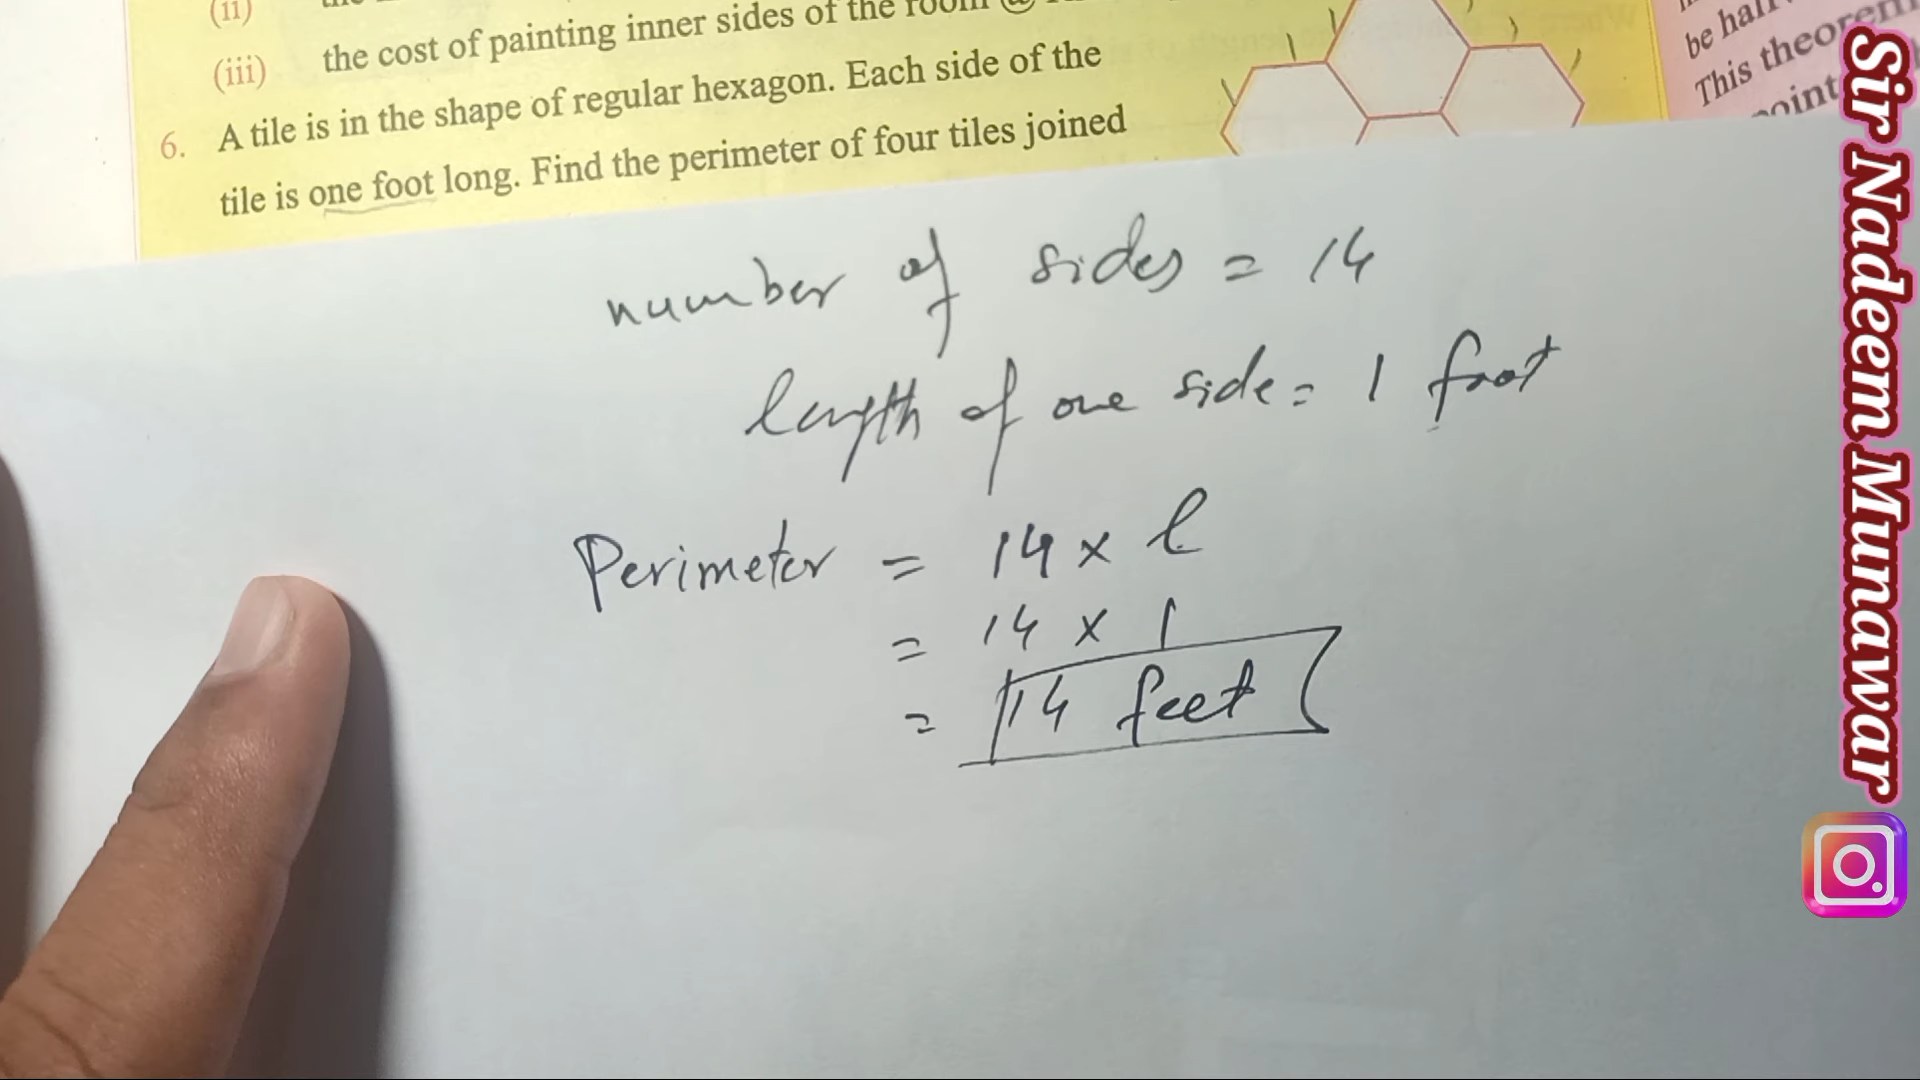 (ii)
(iii) the cost of painting inner sides of the room @
6. A tile is in the shape of regular hexagon. Each side of the
tile is one foot long. Find the perimeter of four tiles joined
be half
This theorem
point
number of sides = 14
length of one side = 1 foot
Perimeter = 14 x l
= 14 x 1
= 14 feet
Sir Nadeem Munawar